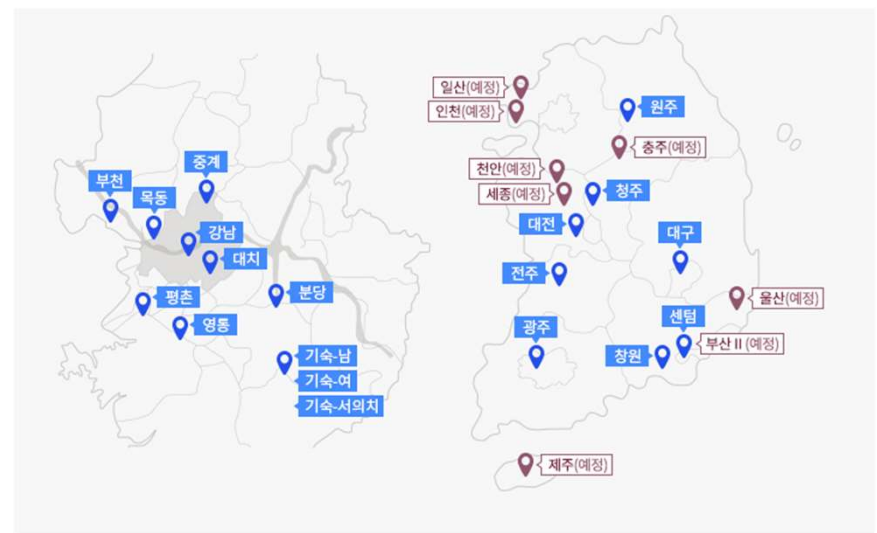 중계
부천
목동
강남
대치
평촌
분당
영통
기숙-남
기숙-여
기숙-서의치
일산(예정)
인천(예정)
원주
충주(예정)
천안(예정)
세종(예정)
청주
대전
대구
전주
울산(예정)
센텀
광주
창원
부산Ⅱ(예정)
제주(예정)